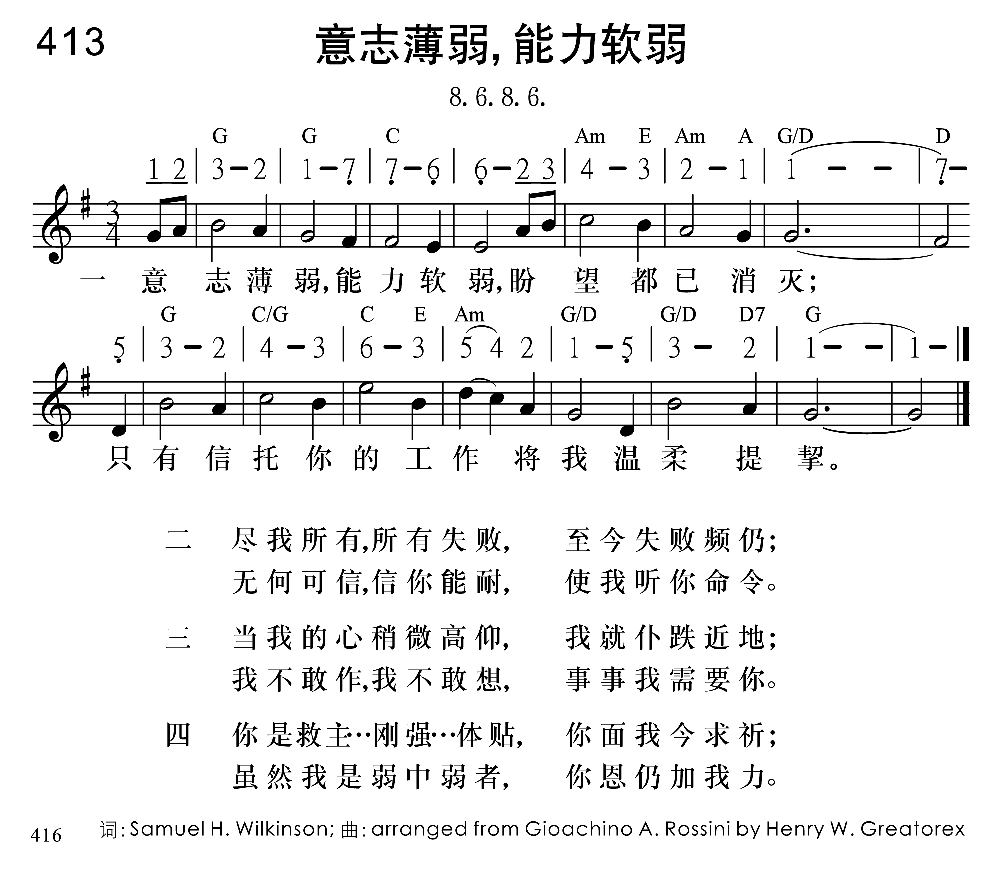 413
意志薄弱,能力软弱
8. 6. 8. 6.
G G C Am E Am A G/D D
1 2 | 3－2 | 1－7 | 7－6 | 6－2 3 | 4－3 | 2－1 | 1－－ | 7－
3/4
一 意志薄弱,能力软弱,盼望都已消灭;
G C/G C E Am G/D G/D D7 G
5 | 3－2 | 4－3 | 6－3 | 5 4 2 | 1－5 | 3－2 | 1－－ | 1－
只有信托你的工作将我温柔提挈。
二 尽我所有,所有失败, 至今失败频仍;
无何可信,信你能耐, 使我听你命令。
三 当我的心稍微高仰, 我就仆跌近地;
我不敢作,我不敢想, 事事我需要你。
四 你是救主··刚强··体贴, 你面我今求祈;
虽然我是弱中弱者, 你恩仍加我力。
416 词: Samuel H. Wilkinson; 曲: arranged from Gioachino A. Rossini by Henry W. Greatorex